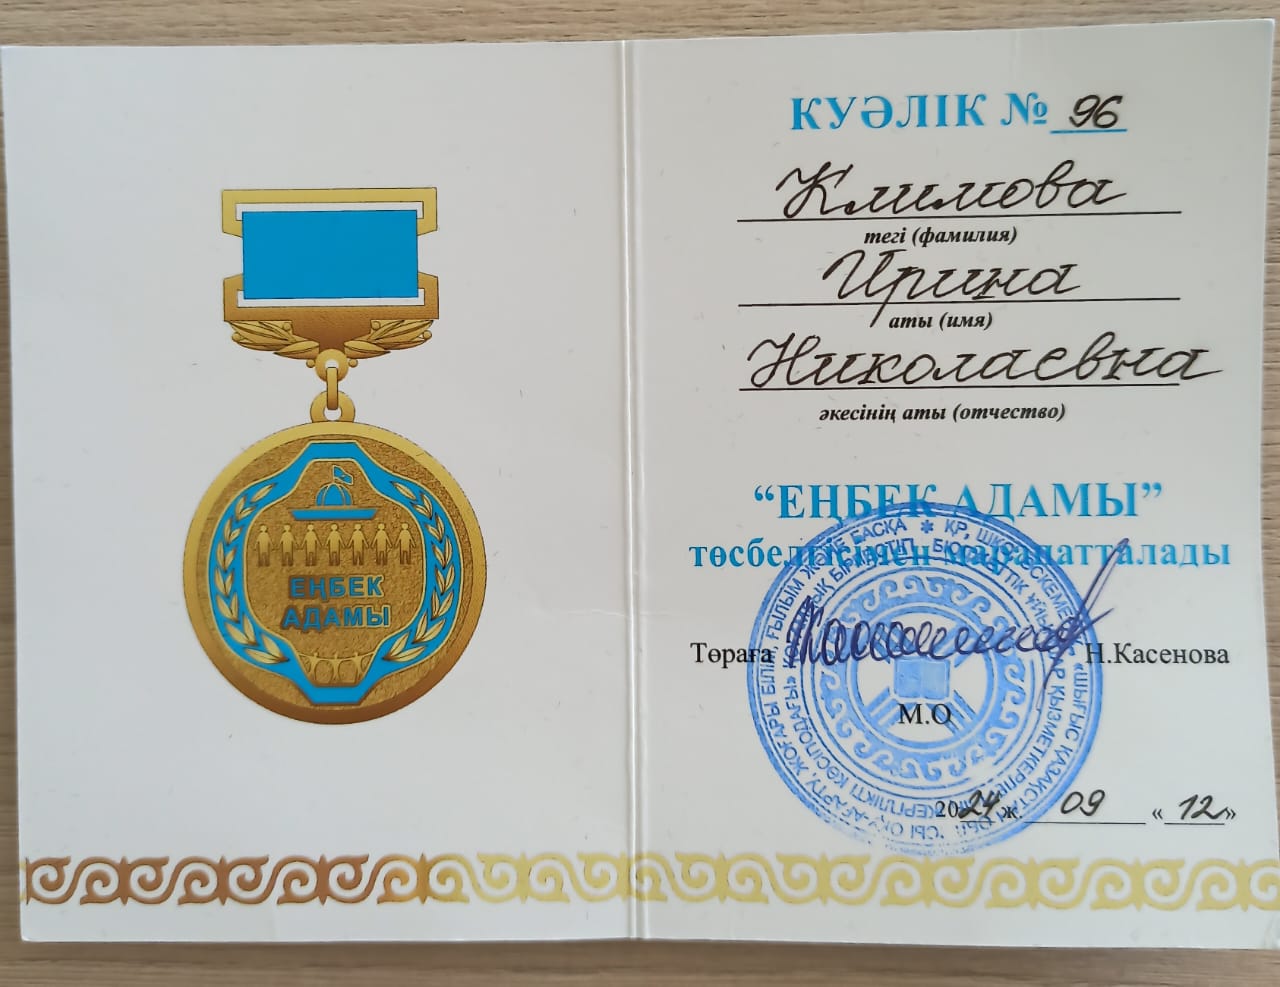 ЕҢБЕК
АДАМЫ
КУӘЛІК № 96
Климова
тегі (фамилия)
Ирина
аты (имя)
Николаевна
әкесінің аты (отчество)
“ЕҢБЕК АДАМЫ”
төсбелгісімен марапатталады
Төраға Н.Касенова
М.О
2024 ж. 09 «12»